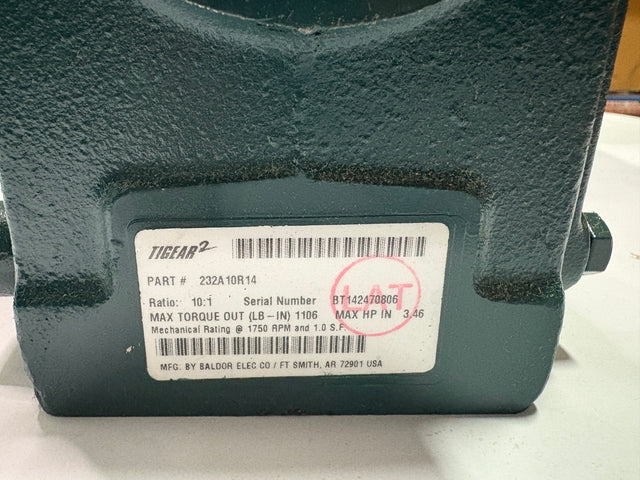 TIGEAR2
PART # 232A10R14
Ratio: 10:1 Serial Number BT142470806
MAX TORQUE OUT (LB-IN) 1106 MAX HP IN 3.46
Mechanical Rating @ 1750 RPM and 1.0 S.F.
MFG. BY BALDOR ELEC CO / FT SMITH, AR 72901 USA
LAT